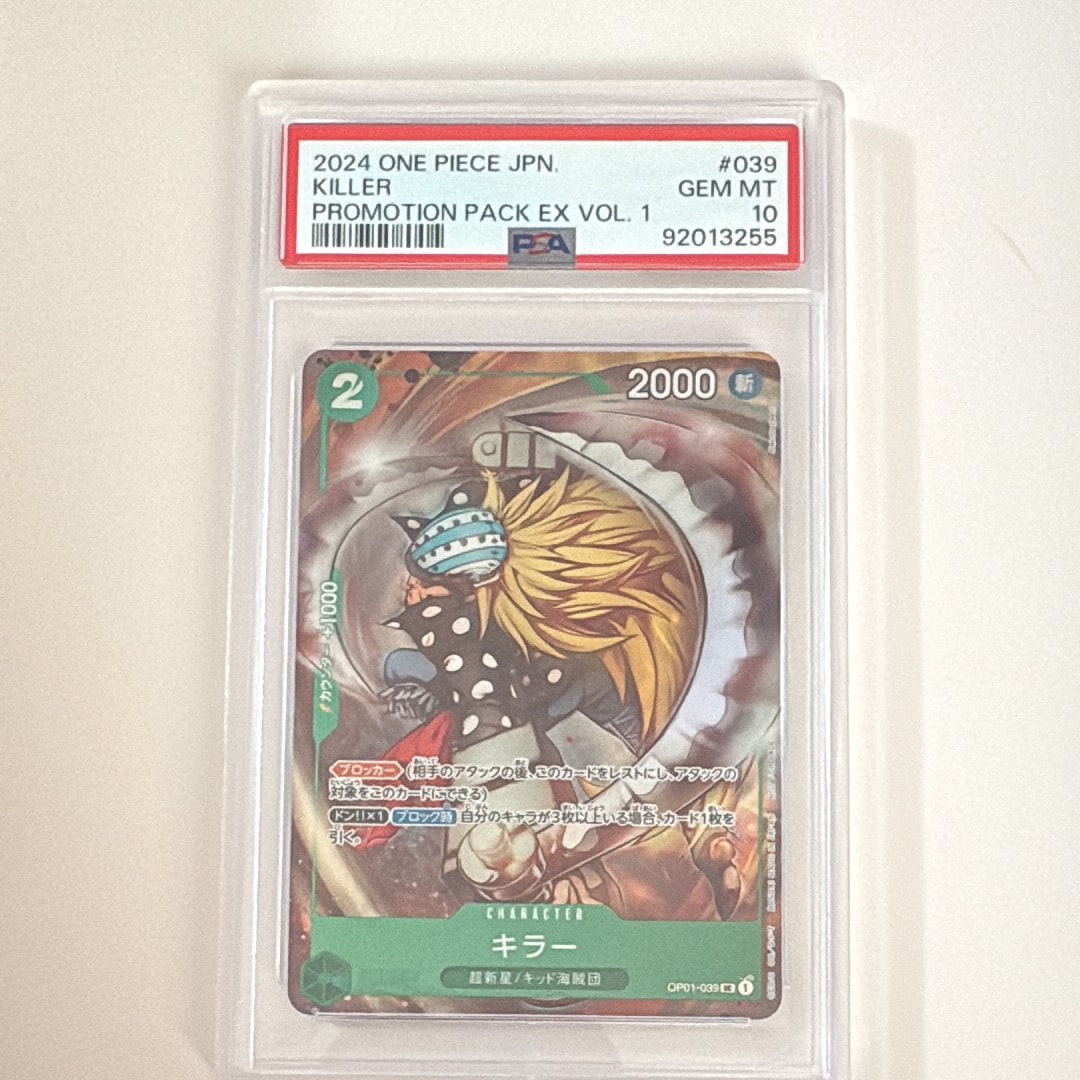 2024 ONE PIECE JPN.
#039
KILLER
GEM MT
PROMOTION PACK EX VOL. 1
10
PSA
92013255
2
2000
斬
カウンター +1000
ブロッカー (相手のアタックの後、このカードをレストにし、アタックの
対象をこのカードにできる)
ドン!!×1 ブロック時 自分のキャラが3枚以上いる場合、カード1枚を
引く。
CHARACTER
キラー
超新星/キッド海賊団
OP01-039 UC 1